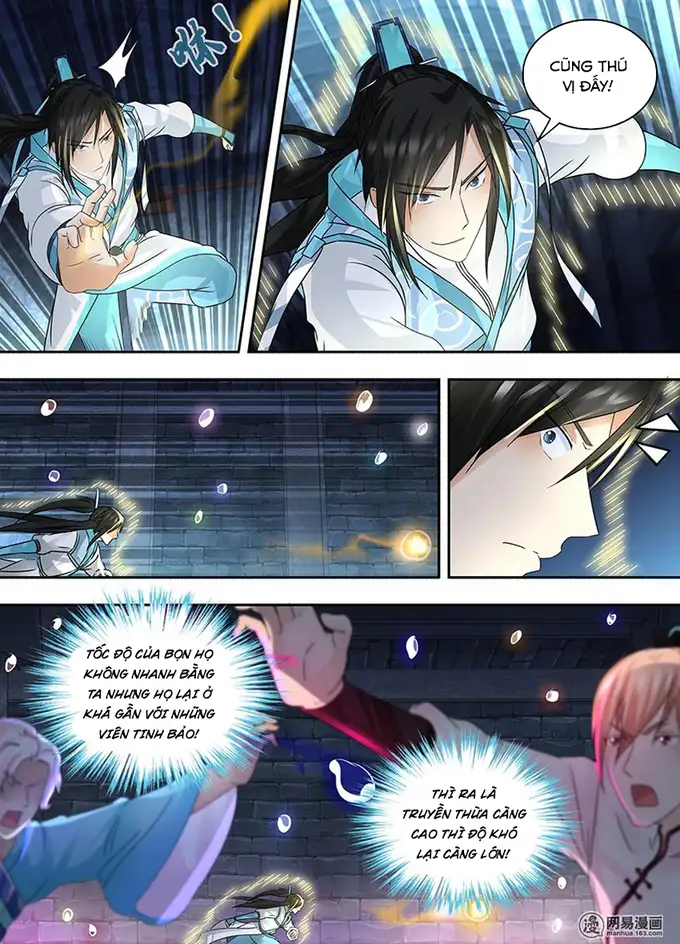 咻!
CŨNG THÚ
VỊ ĐẤY!
TỐC ĐỘ CỦA BỌN HỌ
KHÔNG NHANH BẰNG
TA NHƯNG HỌ LẠI Ở
KHÁ GẦN VỚI NHỮNG
VIÊN TINH BẢO!
THÌ RA LÀ
TRUYỀN THỪA CÀNG
CAO THÌ ĐỘ KHÓ
LẠI CÀNG LỚN!
网易漫画
manhua.163.com